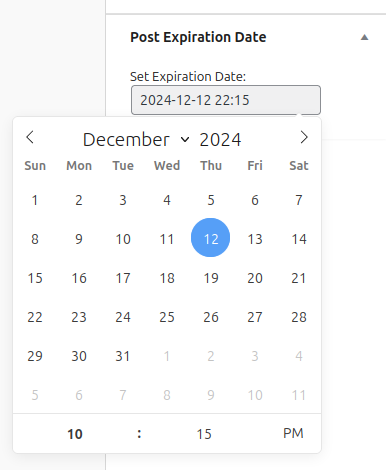 Post Expiration Date
Set Expiration Date:
2024-12-12 22:15
December 2024
Sun Mon Tue Wed Thu Fri Sat
1 2 3 4 5 6 7
8 9 10 11 12 13 14
15 16 17 18 19 20 21
22 23 24 25 26 27 28
29 30 31 1 2 3 4
5 6 7 8 9 10 11
10 : 15 PM